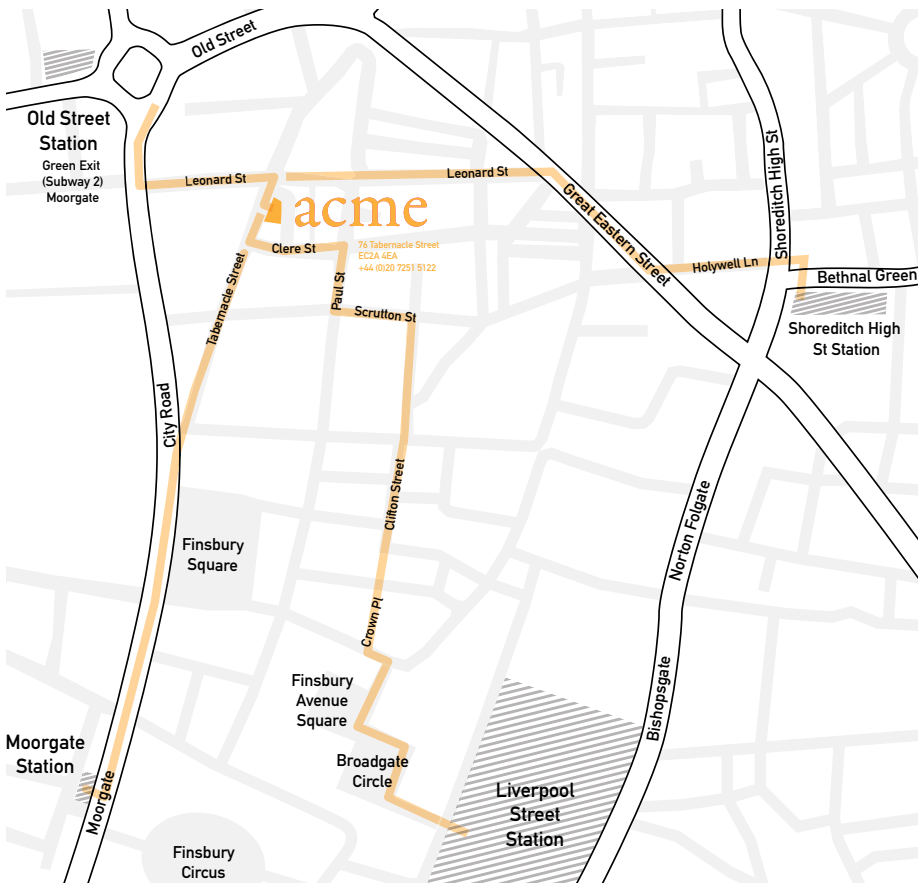 Old Street
Old Street
Station
Green Exit
(Subway 2)
Moorgate
Shoreditch High St
Leonard St
Leonard St
acme
76 Tabernacle Street
EC2A 4EA
+44 (0)20 7251 5122
Great Eastern Street
Clere St
Tabernacle Street
Paul St
Scrutton St
Holywell Ln
Bethnal Green
Shoreditch High
St Station
City Road
Clifton Street
Norton Folgate
Finsbury
Square
Crown Pl
Finsbury
Avenue
Square
Bishopsgate
Moorgate
Station
Broadgate
Circle
Liverpool
Street
Station
Moorgate
Finsbury
Circus